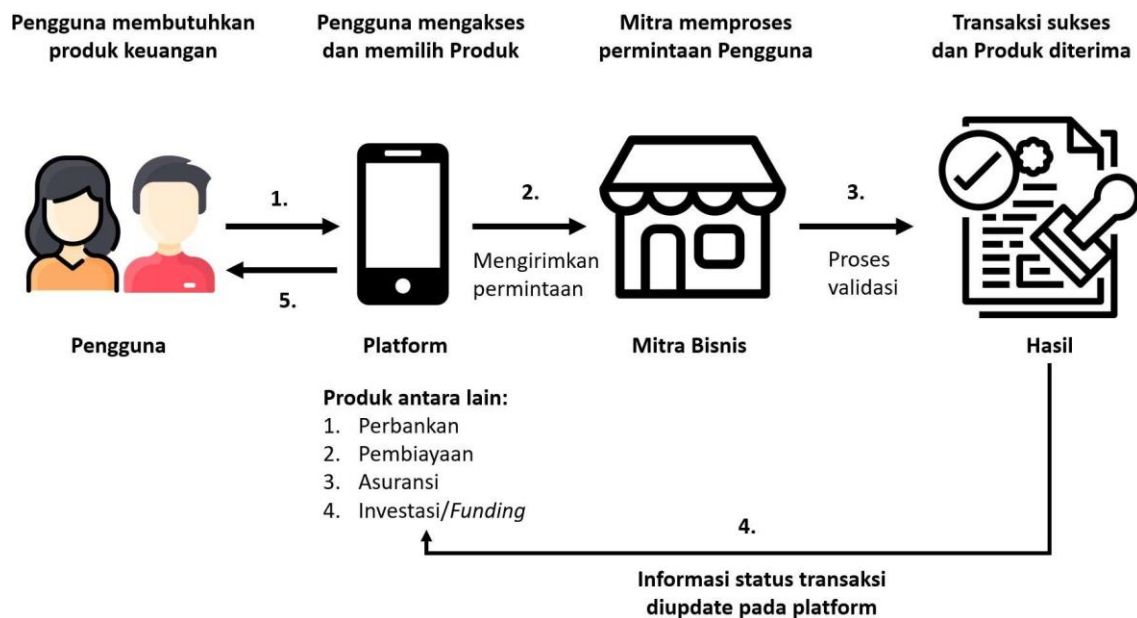 Pengguna membutuhkan
produk keuangan
Pengguna mengakses
dan memilih Produk
Mitra memproses
permintaan Pengguna
Transaksi sukses
dan Produk diterima
1.
5.
2.
Mengirimkan
permintaan
3.
Proses
validasi
Pengguna
Platform
Mitra Bisnis
Hasil
Produk antara lain:
1. Perbankan
2. Pembiayaan
3. Asuransi
4. Investasi/Funding
4.
Informasi status transaksi
diupdate pada platform